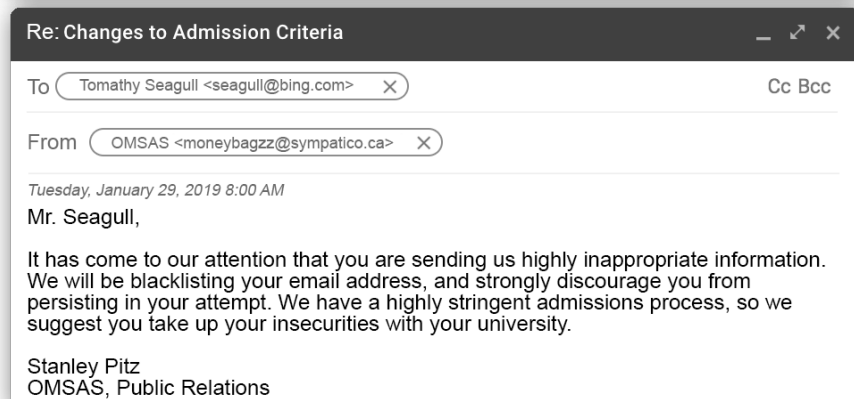 Re: Changes to Admission Criteria
To Tomathy Seagull <seagull@bing.com> Cc Bcc
From OMSAS <moneybagzz@sympatico.ca>
Tuesday, January 29, 2019 8:00 AM
Mr. Seagull,
It has come to our attention that you are sending us highly inappropriate information.
We will be blacklisting your email address, and strongly discourage you from
persisting in your attempt. We have a highly stringent admissions process, so we
suggest you take up your insecurities with your university.
Stanley Pitz
OMSAS, Public Relations